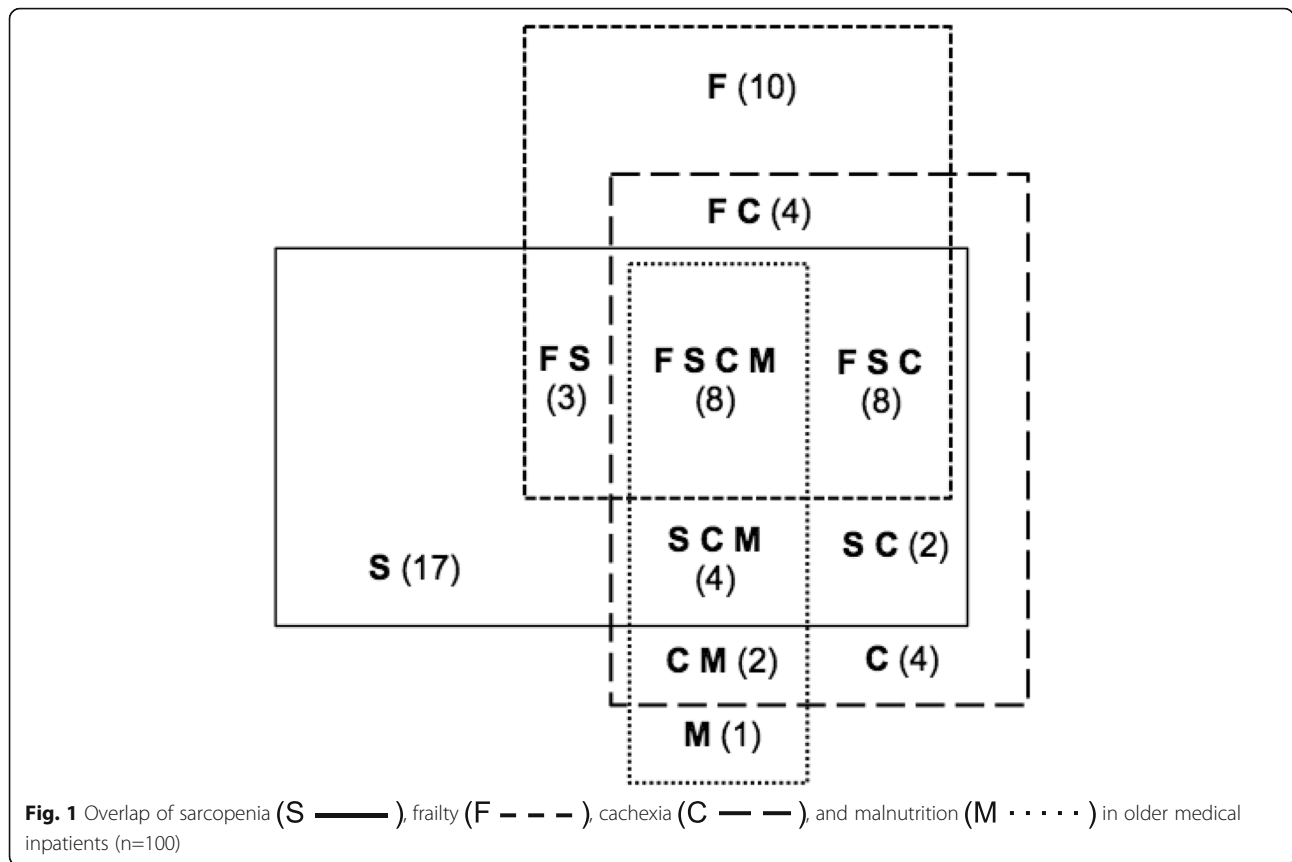 F (10)
F C (4)
F S
(3)
F S C M
(8)
F S C
(8)
S C M
(4)
S C (2)
S (17)
C M (2)
C (4)
M (1)
Fig. 1 Overlap of sarcopenia (S ———), frailty (F – – – –), cachexia (C — —), and malnutrition (M · · · · ·) in older medical
inpatients (n=100)